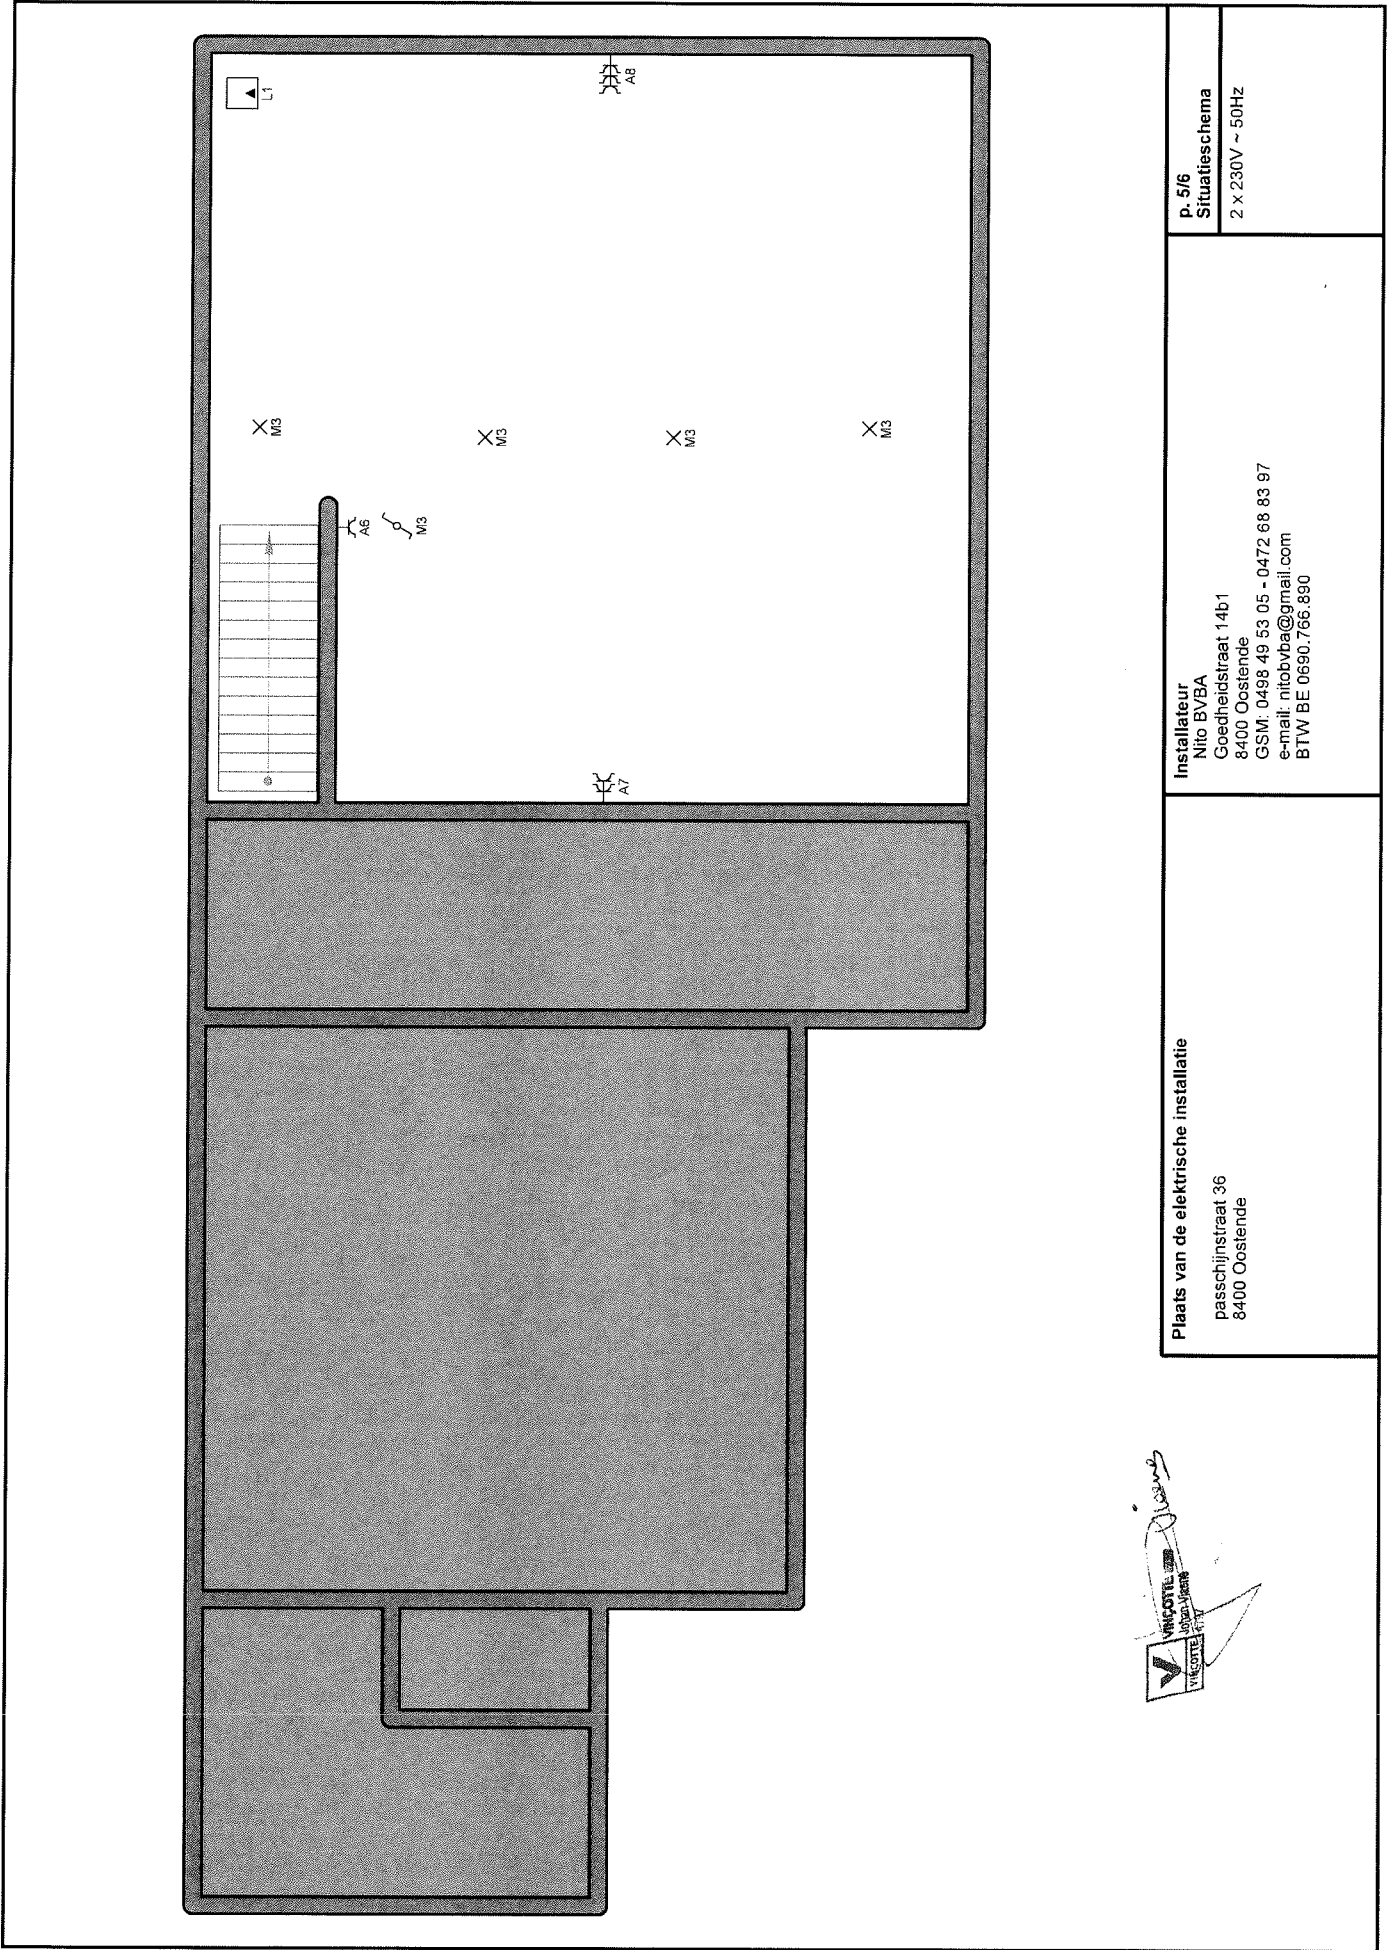 L1
A8
M3
M3
M3
M3
A6
M3
A7
Plaats van de elektrische installatie
passchijnstraat 36
8400 Oostende
Installateur
Nito BVBA
Goedheidstraat 14b1
8400 Oostende
GSM: 0498 49 53 05 - 0472 68 83 97
e-mail: nitobvba@gmail.com
BTW BE 0690.766.890
p. 5/6
Situatieschema
2 x 230V ~ 50Hz
VINÇOTTE
VINÇOTTE
Johan